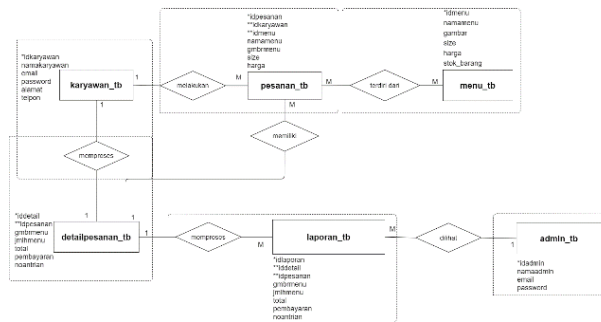 *idkaryawan
namakaryawan
email
password
alamat
telpon
karyawan_tb
1
1
melakukan
M
*idpesanan
**idkaryawan
**idmenu
namamenu
gmbrmenu
size
harga
pesanan_tb
M
M
terdiri dari
M
*idmenu
namamenu
gambar
size
harga
stok_barang
menu_tb
memproses
memiliki
1
1
*iddetail
**idpesanan
gmbrmenu
jmlhmenu
total
pembayaran
noantrian
detailpesanan_tb
1
memproses
M
laporan_tb
*idlaporan
**iddetail
**idpesanan
gmbrmenu
jmlhmenu
total
pembayaran
noantrian
M
dilihat
1
admin_tb
*idadmin
namaadmin
email
password